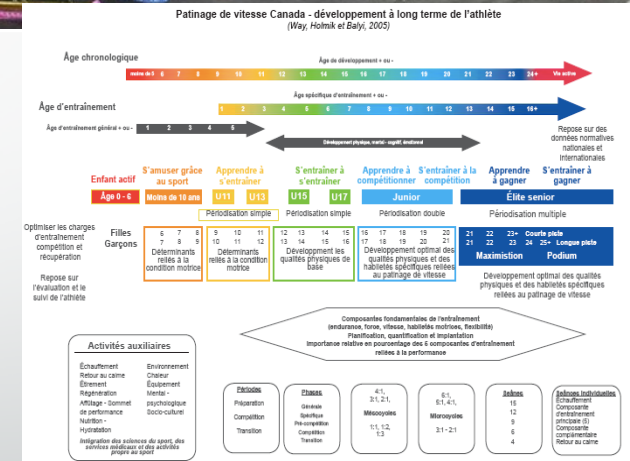 Patinage de vitesse Canada - développement à long terme de l'athlète
(Way, Holmik et Balyi, 2005)
Âge chronologique
Âge de développement + ou -
moins de 5 6 7 8 9 10 11 12 13 14 15 16 17 18 19 20 21 22 23 24+ Vie active
Âge d'entraînement
Âge spécifique d'entraînement + ou -
1 2 3 4 5 6 7 8 9 10 11 12 13 14 15 16+
Âge d'entraînement général + ou -
1 2 3 4 5
Développement physique, mental - cognitif, émotionnel
Repose sur des
données normatives
nationales et
Internationales
Enfant actif
S'amuser grâce
au sport
Apprendre à
s'entraîner
S'entraîner à
s'entraîner
Apprendre à
compétitionner
S'entraîner à la
compétition
Apprendre
à gagner
S'entraîner à
gagner
Âge 0 - 6
Moins de 10 ans
U11
U13
U15
U17
Junior
Élite senior
Périodisation simple
Périodisation simple
Périodisation double
Périodisation multiple
Optimiser les charges
d'entraînement
compétition et
récupération
Repose sur
l'évaluation et le
suivi de l'athlète
Filles
Garçons
6 7 8
7 8 9
Déterminants
reliés à la
condition motrice
9 10 11
10 11 12
Déterminants
reliés à la condition
motrice
12 13 14 15
13 14 15 16
Développement les
qualités physiques de
base
16 17 18 19 20
17 18 19 20 21
Développement optimal des
qualités physiques et des
habiletés spécifiques reliées
au patinage de vitesse
21 22 23+ Courte piste
21 22 23 24 25+ Longue piste
Maximistion Podium
Développement optimal des qualités
physiques et des habiletés spécifiques
reliées au patinage de vitesse
Composantes fondamentales de l'entraînement
(endurance, force, vitesse, habiletés motrices, flexibilité)
Planification, quantification et implantation
Importance relative en pourcentage des 5 composantes d'entraînement
reliées à la performance
Activités auxiliaires
Échauffement
Retour au calme
Étirement
Régénération
Affûtage - Sommet
de performance
Nutrition -
Hydratation
Environnement
Chaleur
Équipement
Mental -
psychologique
Socio-culturel
Intégration des sciences du sport, des
services médicaux et des activités
propre au sport
Périodes
Préparation
Compétition
Transition
Phases
Générale
Spécifique
Pré-compétition
Compétition
Transition
4:1,
3:1, 2:1,
Mésocycles
1:1, 1:2,
1:3
6:1,
5:1, 4:1,
Microcycles
3:1 - 2:1
15
12
9
6
4
Séances individuelles
Échauffement
Composante
d'entraînement
principale (5)
Composante
complémentaire
Retour au calme